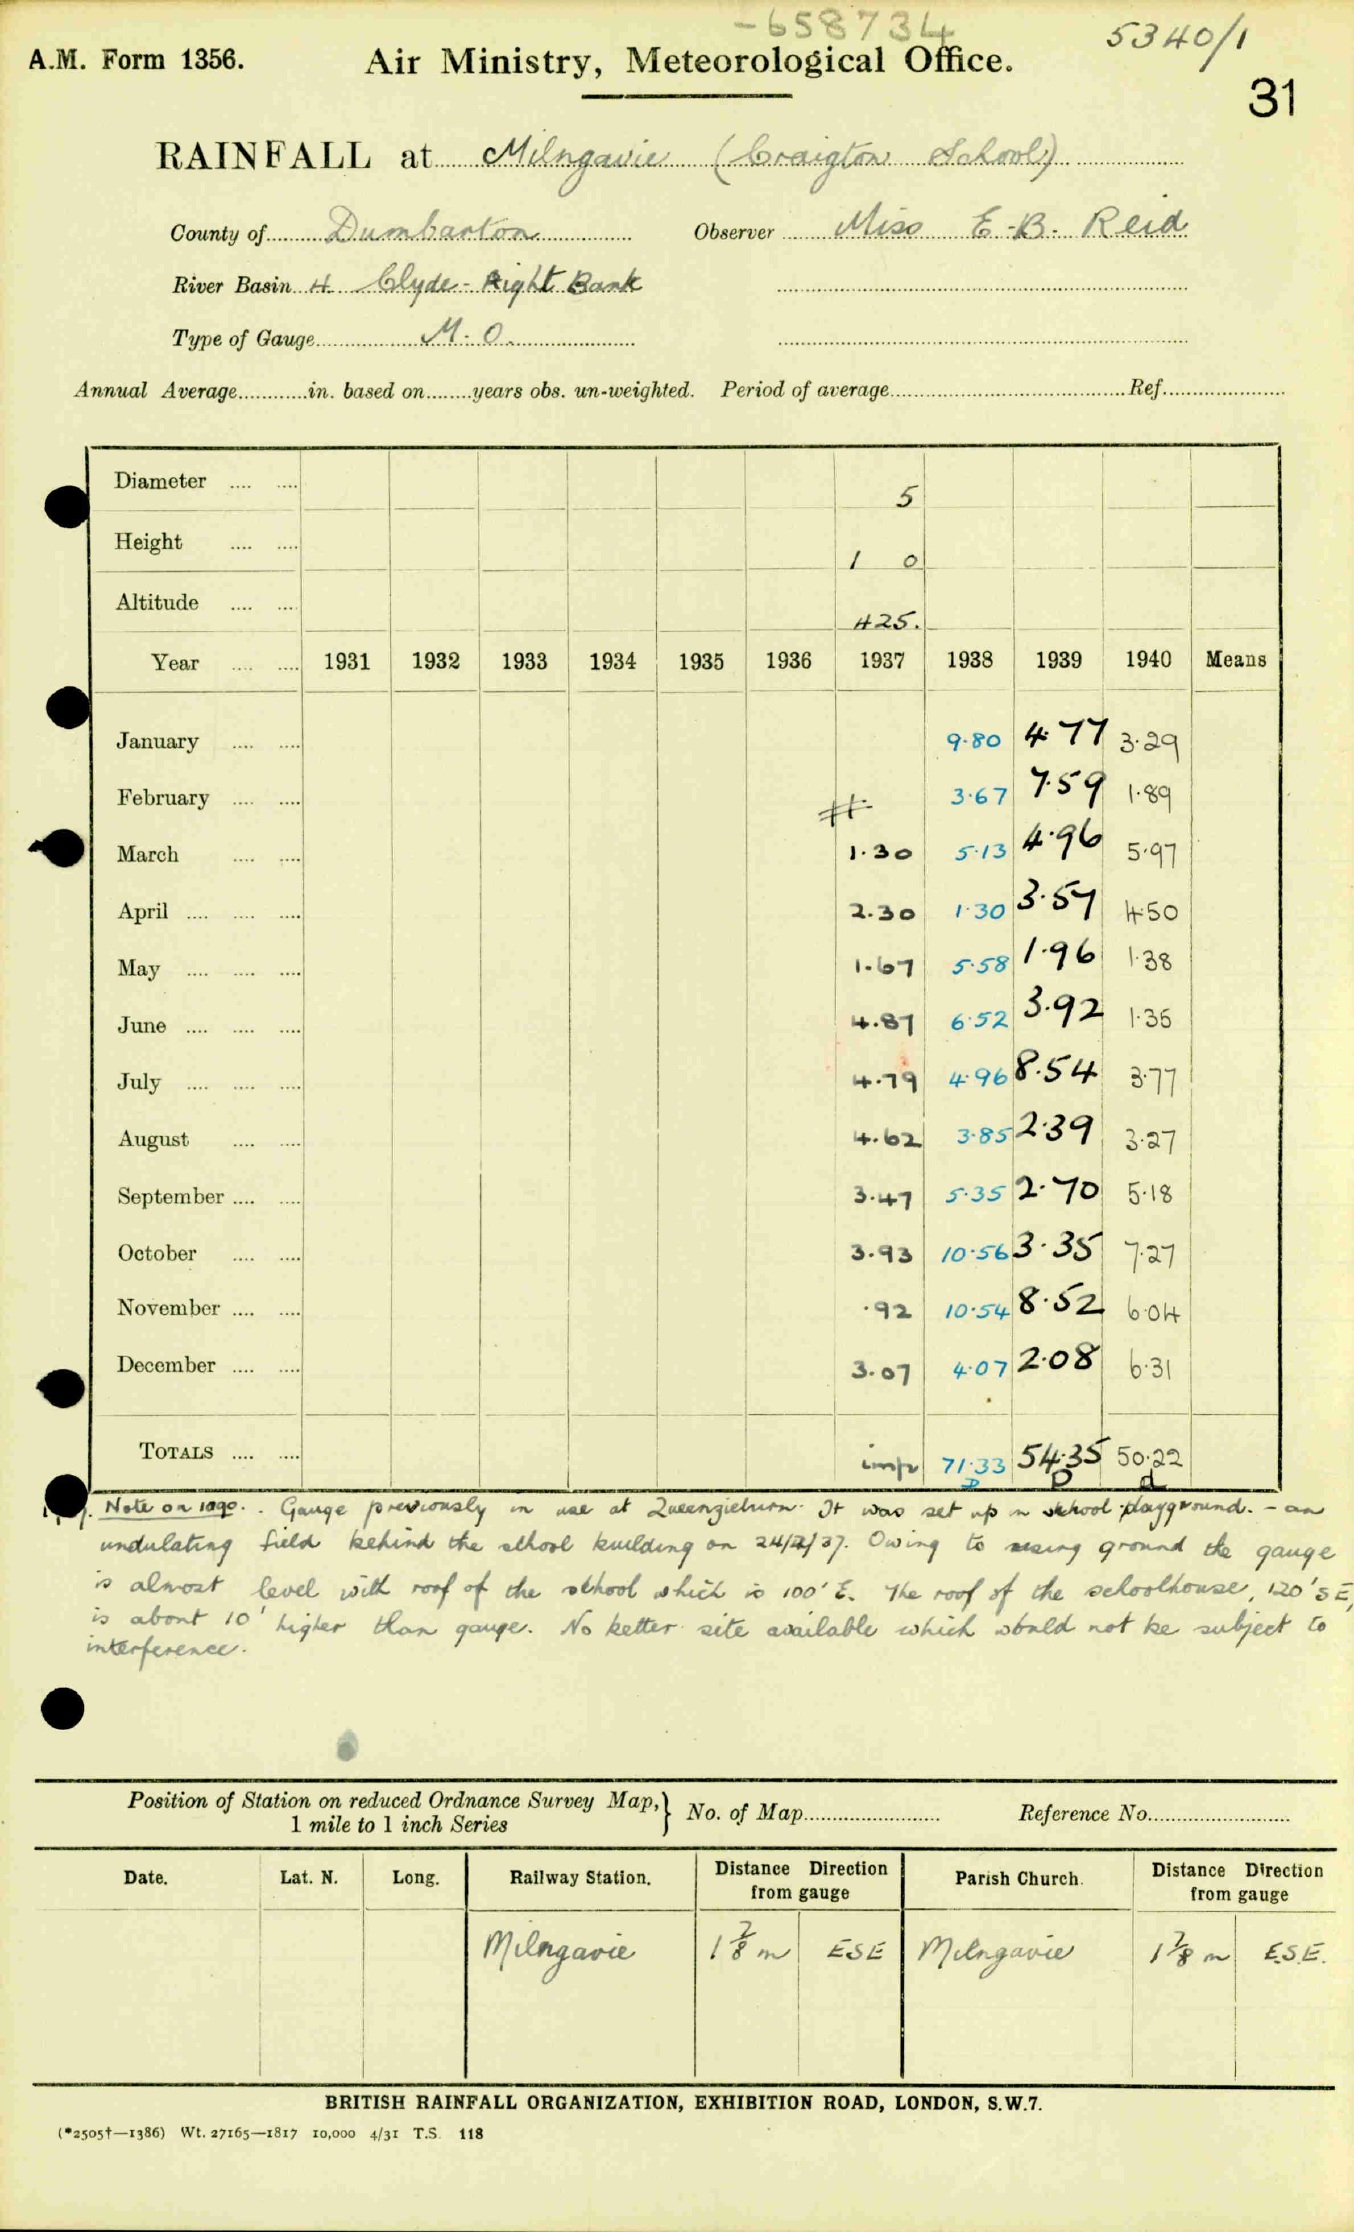 -658734
5340/1
A.M. Form 1356. Air Ministry, Meteorological Office.
31
RAINFALL at Milngavie (Craigton School)
County of Dumbarton Observer Miss E.B. Reid
River Basin 4 Clyde - Right Bank
Type of Gauge M.O.
Annual Average in. based on years obs. un-weighted. Period of average Ref.
Diameter 5
Height 1 0
Altitude 425.
Year 1931 1932 1933 1934 1935 1936 1937 1938 1939 1940 Means
January 9.80 4.77 3.29
February 3.67 7.59 1.89
March 1.30 5.13 4.96 5.97
April 2.30 1.30 3.57 4.50
May 1.67 5.58 1.96 1.38
June 4.87 6.52 3.92 1.35
July 4.79 4.96 8.54 3.77
August 4.62 3.85 2.39 3.27
September 3.47 5.35 2.70 5.18
October 3.93 10.56 3.35 7.27
November .92 10.54 8.52 6.04
December 3.07 4.07 2.08 6.31
TOTALS imp 71.33 54.35 50.22
D D d
Note on 1090. Gauge previously in use at Queenzieburn. It was set up in school playground. - an
undulating field behind the school building on 24/2/37. Owing to rising ground the gauge
is almost level with roof of the school which is 100' E. The roof of the schoolhouse, 120' SE,
is about 10' higher than gauge. No better site available which would not be subject to
interference.
Position of Station on reduced Ordnance Survey Map, } No. of Map Reference No.
1 mile to 1 inch Series
Date. Lat. N. Long. Railway Station. Distance Direction from gauge Parish Church. Distance Direction from gauge
Milngavie 1 7/8 m ESE Milngavie 1 7/8 m E.S.E.
BRITISH RAINFALL ORGANIZATION, EXHIBITION ROAD, LONDON, S.W.7.
(*2505†—1386) Wt. 27165—1817 10,000 4/31 T.S. 118